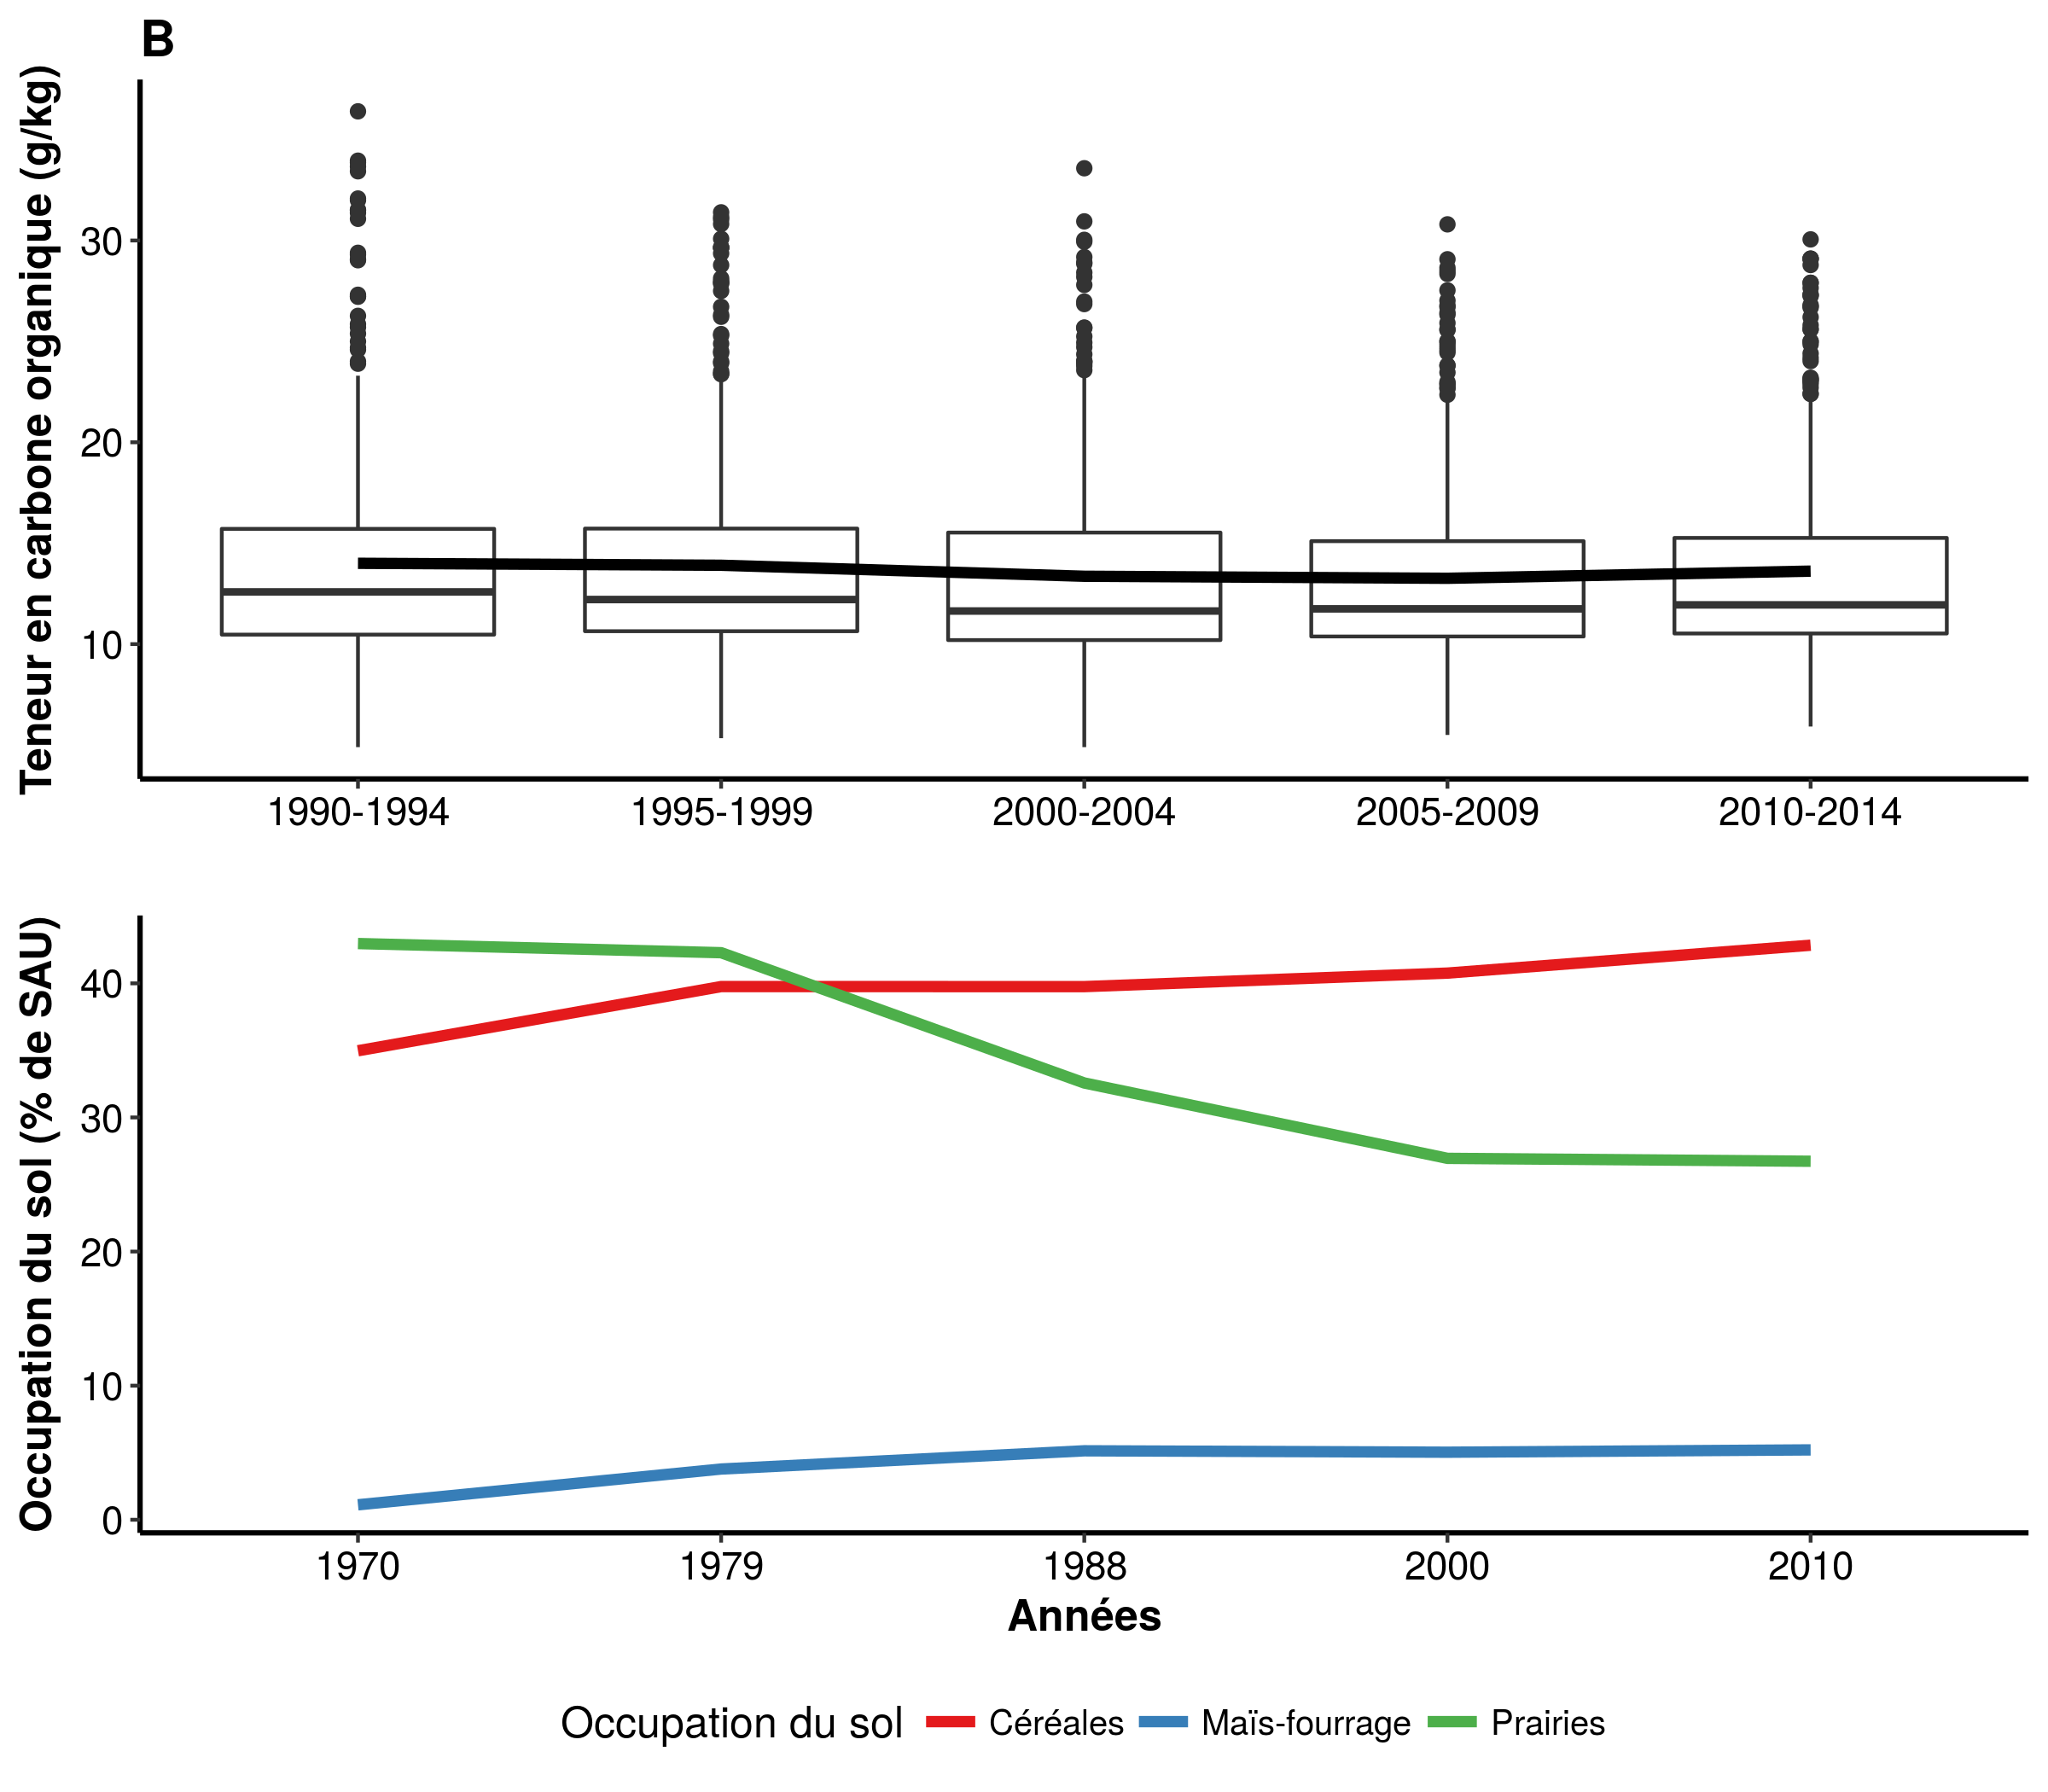 B
Teneur en carbone organique (g/kg)
30
20
10
1990-1994 1995-1999 2000-2004 2005-2009 2010-2014
Occupation du sol (% de SAU)
40
30
20
10
0
1970 1979 1988 2000 2010
Années
Occupation du sol Céréales Maïs-fourrage Prairies